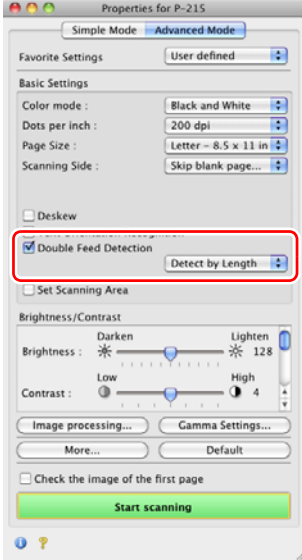 Properties for P-215
Simple Mode Advanced Mode
Favorite Settings User defined
Basic Settings
Color mode : Black and White
Dots per inch : 200 dpi
Page Size : Letter - 8.5 x 11 in
Scanning Side : Skip blank page...
Deskew
Text Orientation Recognition
Double Feed Detection
Detect by Length
Set Scanning Area
Brightness/Contrast
Darken Lighten
Brightness : 128
Low High
Contrast : 4
Image processing... Gamma Settings...
More... Default
Check the image of the first page
Start scanning
?